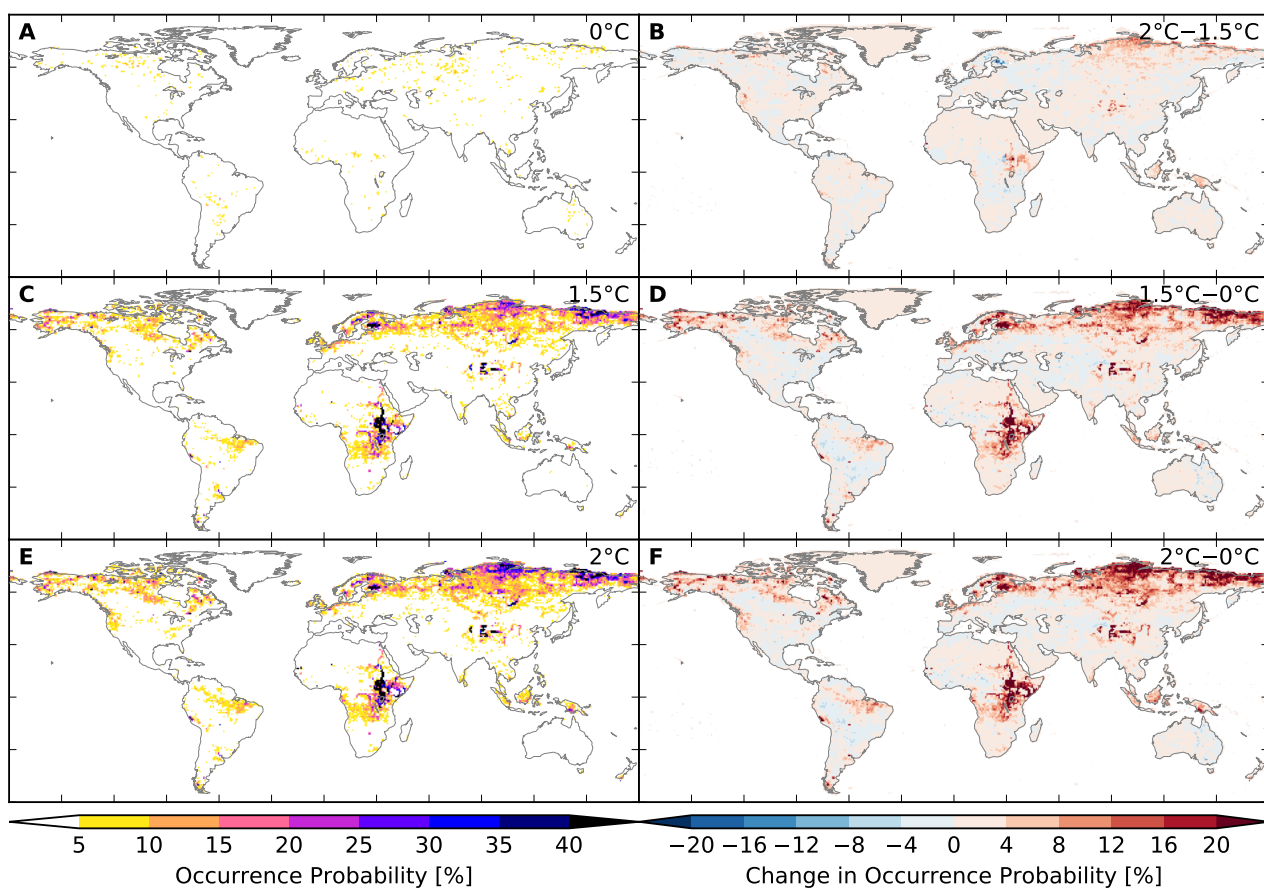 A 0°C
B 2°C−1.5°C
C 1.5°C
D 1.5°C−0°C
E 2°C
F 2°C−0°C
5 10 15 20 25 30 35 40
−20 −16 −12 −8 −4 0 4 8 12 16 20
Occurrence Probability [%]
Change in Occurrence Probability [%]